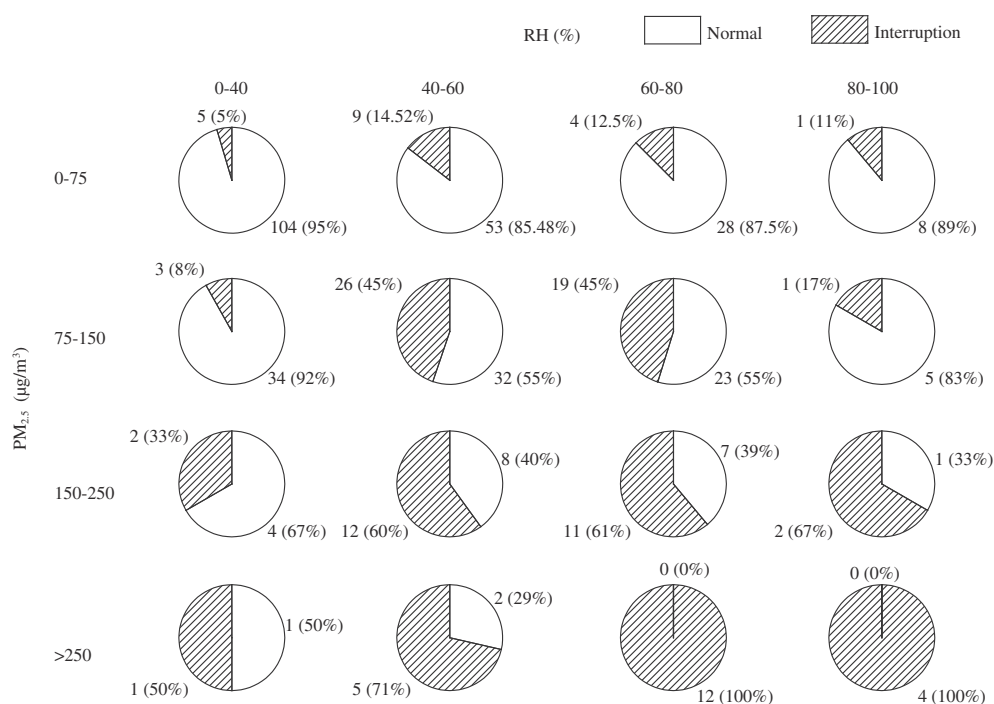 RH (%) Normal Interruption
0-40 40-60 60-80 80-100
5 (5%) 9 (14.52%) 4 (12.5%) 1 (11%)
0-75
104 (95%) 53 (85.48%) 28 (87.5%) 8 (89%)
3 (8%) 26 (45%) 19 (45%) 1 (17%)
75-150
34 (92%) 32 (55%) 23 (55%) 5 (83%)
PM2.5 (μg/m³)
2 (33%) 8 (40%) 7 (39%) 1 (33%)
150-250
4 (67%) 12 (60%) 11 (61%) 2 (67%)
0 (0%) 0 (0%)
1 (50%) 2 (29%)
>250
1 (50%) 5 (71%) 12 (100%) 4 (100%)